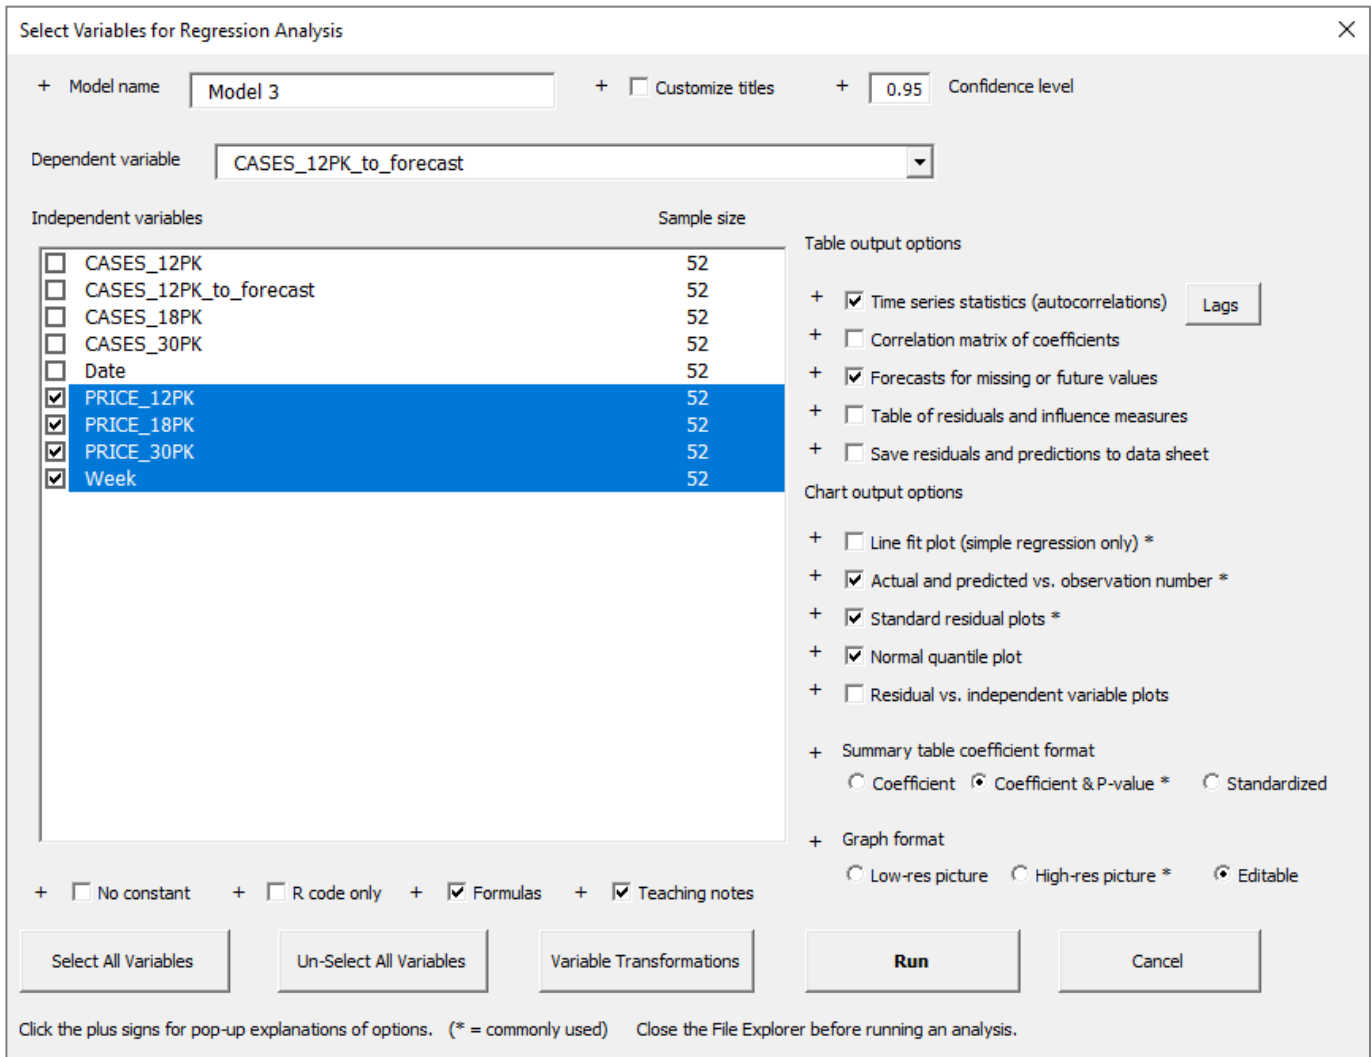 Select Variables for Regression Analysis
+ Model name Model 3 + Customize titles + 0.95 Confidence level
Dependent variable CASES_12PK_to_forecast
Independent variables Sample size
CASES_12PK 52
CASES_12PK_to_forecast 52
CASES_18PK 52
CASES_30PK 52
Date 52
PRICE_12PK 52
PRICE_18PK 52
PRICE_30PK 52
Week 52
Table output options
+ Time series statistics (autocorrelations) Lags
+ Correlation matrix of coefficients
+ Forecasts for missing or future values
+ Table of residuals and influence measures
+ Save residuals and predictions to data sheet
Chart output options
+ Line fit plot (simple regression only) *
+ Actual and predicted vs. observation number *
+ Standard residual plots *
+ Normal quantile plot
+ Residual vs. independent variable plots
+ Summary table coefficient format
Coefficient Coefficient & P-value * Standardized
+ Graph format
Low-res picture High-res picture * Editable
+ No constant + R code only + Formulas + Teaching notes
Select All Variables Un-Select All Variables Variable Transformations Run Cancel
Click the plus signs for pop-up explanations of options. (* = commonly used) Close the File Explorer before running an analysis.